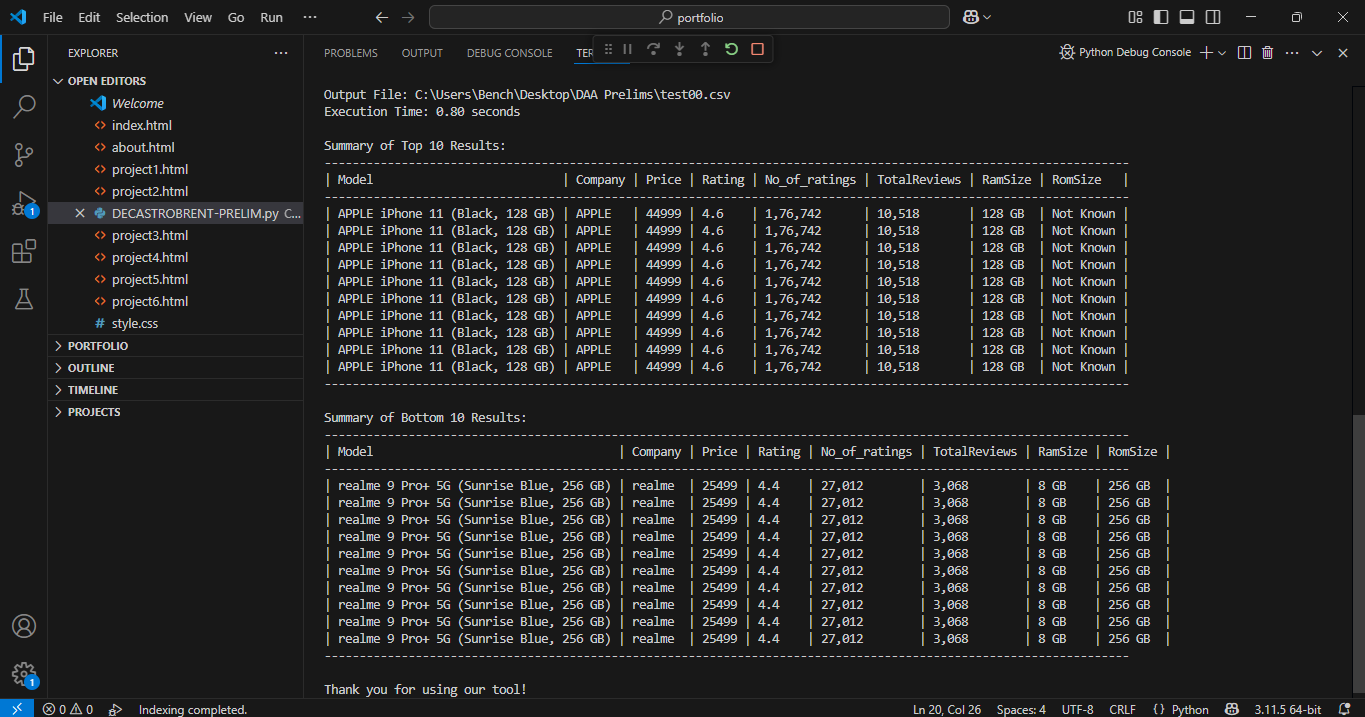 File Edit Selection View Go Run ··· portfolio
EXPLORER ···
OPEN EDITORS
Welcome
index.html
about.html
project1.html
project2.html
DECASTROBRENT-PRELIM.py C...
project3.html
project4.html
project5.html
project6.html
style.css
PORTFOLIO
OUTLINE
TIMELINE
PROJECTS
1
1
PROBLEMS OUTPUT DEBUG CONSOLE TER Python Debug Console
Output File: C:\Users\Bench\Desktop\DAA Prelims\test00.csv
Execution Time: 0.80 seconds
Summary of Top 10 Results:
| Model | Company | Price | Rating | No_of_ratings | TotalReviews | RamSize | RomSize |
| APPLE iPhone 11 (Black, 128 GB) | APPLE | 44999 | 4.6 | 1,76,742 | 10,518 | 128 GB | Not Known |
| APPLE iPhone 11 (Black, 128 GB) | APPLE | 44999 | 4.6 | 1,76,742 | 10,518 | 128 GB | Not Known |
| APPLE iPhone 11 (Black, 128 GB) | APPLE | 44999 | 4.6 | 1,76,742 | 10,518 | 128 GB | Not Known |
| APPLE iPhone 11 (Black, 128 GB) | APPLE | 44999 | 4.6 | 1,76,742 | 10,518 | 128 GB | Not Known |
| APPLE iPhone 11 (Black, 128 GB) | APPLE | 44999 | 4.6 | 1,76,742 | 10,518 | 128 GB | Not Known |
| APPLE iPhone 11 (Black, 128 GB) | APPLE | 44999 | 4.6 | 1,76,742 | 10,518 | 128 GB | Not Known |
| APPLE iPhone 11 (Black, 128 GB) | APPLE | 44999 | 4.6 | 1,76,742 | 10,518 | 128 GB | Not Known |
| APPLE iPhone 11 (Black, 128 GB) | APPLE | 44999 | 4.6 | 1,76,742 | 10,518 | 128 GB | Not Known |
| APPLE iPhone 11 (Black, 128 GB) | APPLE | 44999 | 4.6 | 1,76,742 | 10,518 | 128 GB | Not Known |
| APPLE iPhone 11 (Black, 128 GB) | APPLE | 44999 | 4.6 | 1,76,742 | 10,518 | 128 GB | Not Known |
Summary of Bottom 10 Results:
| Model | Company | Price | Rating | No_of_ratings | TotalReviews | RamSize | RomSize |
| realme 9 Pro+ 5G (Sunrise Blue, 256 GB) | realme | 25499 | 4.4 | 27,012 | 3,068 | 8 GB | 256 GB |
| realme 9 Pro+ 5G (Sunrise Blue, 256 GB) | realme | 25499 | 4.4 | 27,012 | 3,068 | 8 GB | 256 GB |
| realme 9 Pro+ 5G (Sunrise Blue, 256 GB) | realme | 25499 | 4.4 | 27,012 | 3,068 | 8 GB | 256 GB |
| realme 9 Pro+ 5G (Sunrise Blue, 256 GB) | realme | 25499 | 4.4 | 27,012 | 3,068 | 8 GB | 256 GB |
| realme 9 Pro+ 5G (Sunrise Blue, 256 GB) | realme | 25499 | 4.4 | 27,012 | 3,068 | 8 GB | 256 GB |
| realme 9 Pro+ 5G (Sunrise Blue, 256 GB) | realme | 25499 | 4.4 | 27,012 | 3,068 | 8 GB | 256 GB |
| realme 9 Pro+ 5G (Sunrise Blue, 256 GB) | realme | 25499 | 4.4 | 27,012 | 3,068 | 8 GB | 256 GB |
| realme 9 Pro+ 5G (Sunrise Blue, 256 GB) | realme | 25499 | 4.4 | 27,012 | 3,068 | 8 GB | 256 GB |
| realme 9 Pro+ 5G (Sunrise Blue, 256 GB) | realme | 25499 | 4.4 | 27,012 | 3,068 | 8 GB | 256 GB |
| realme 9 Pro+ 5G (Sunrise Blue, 256 GB) | realme | 25499 | 4.4 | 27,012 | 3,068 | 8 GB | 256 GB |
Thank you for using our tool!
0 0 Indexing completed. Ln 20, Col 26 Spaces: 4 UTF-8 CRLF {} Python 3.11.5 64-bit